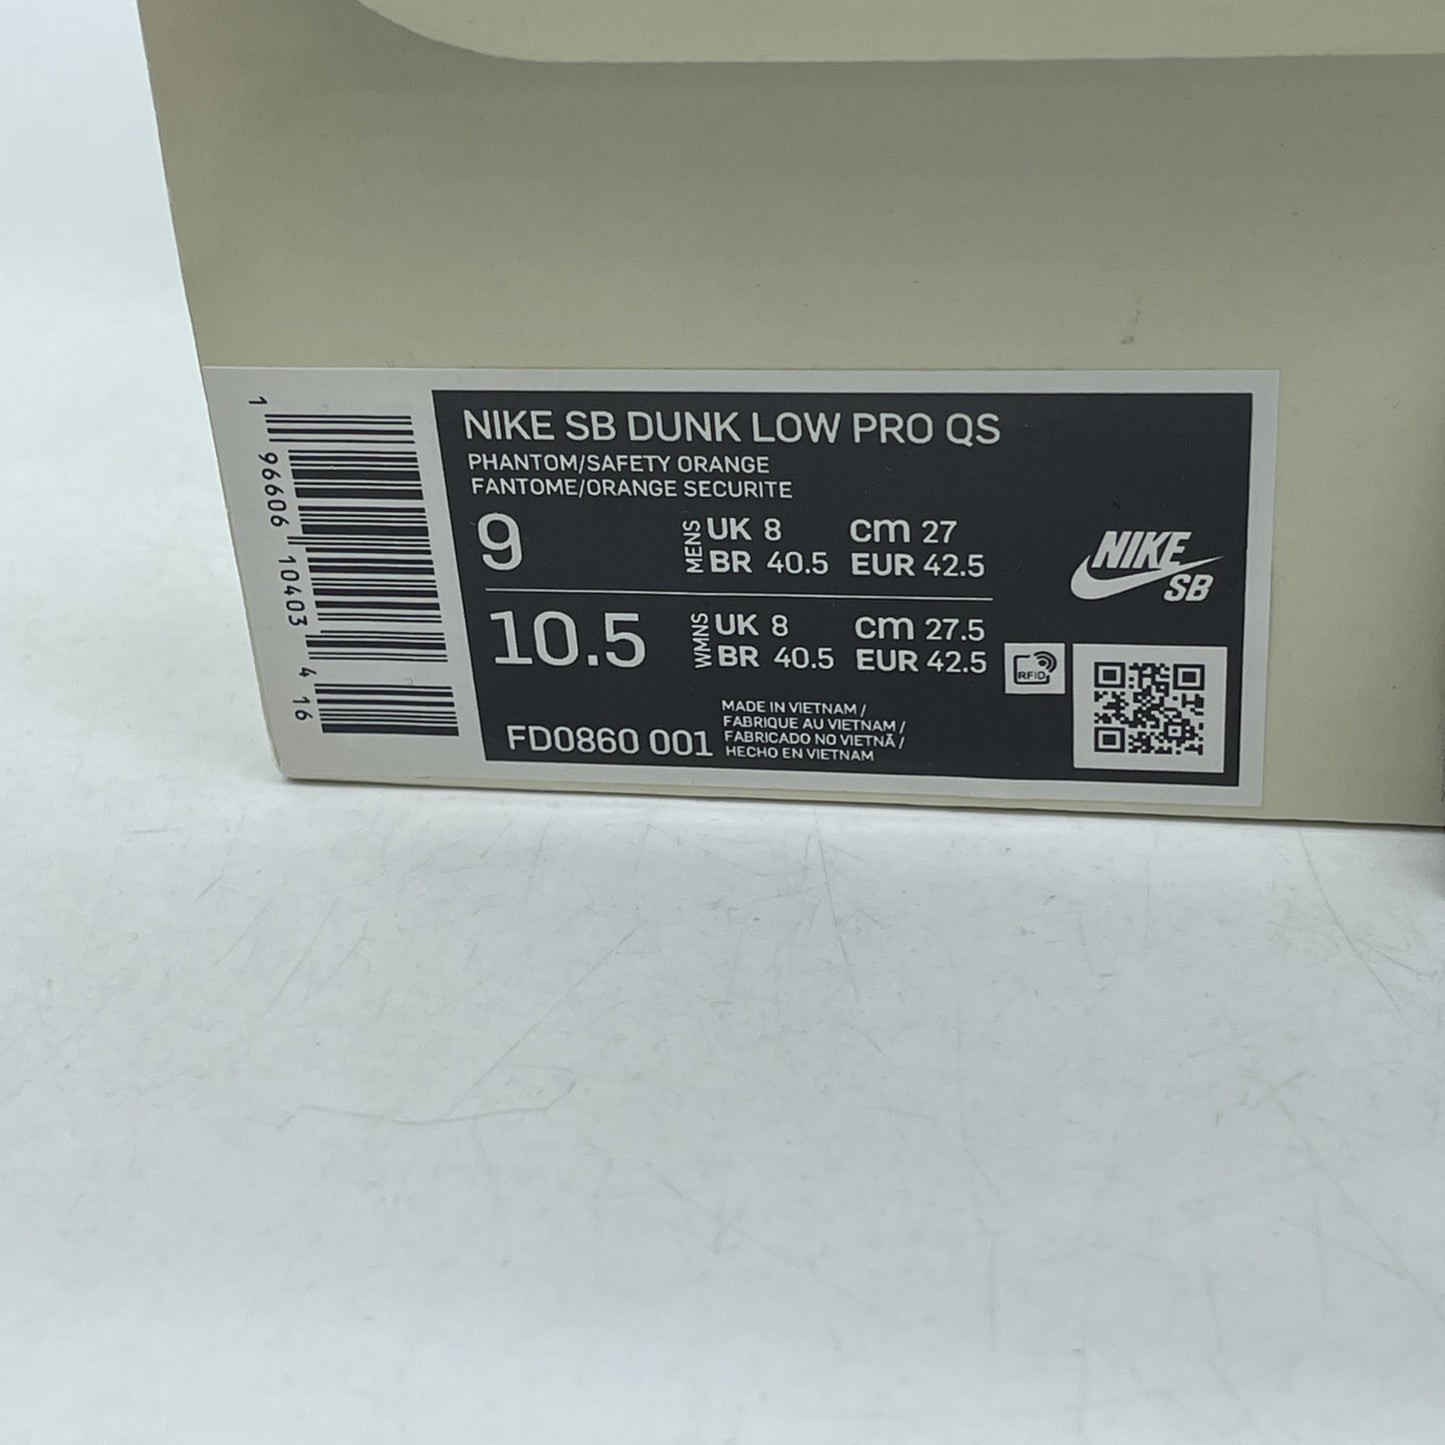 NIKE SB DUNK LOW PRO QS
PHANTOM/SAFETY ORANGE
FANTOME/ORANGE SECURITE
9 MENS UK 8 cm 27
BR 40.5 EUR 42.5
10.5 WMNS UK 8 cm 27.5
BR 40.5 EUR 42.5
FD0860 001
MADE IN VIETNAM /
FABRIQUE AU VIETNAM /
FABRICADO NO VIETNÃ /
HECHO EN VIETNAM
NIKE
SB
RFID
1 96606 10403 4 16